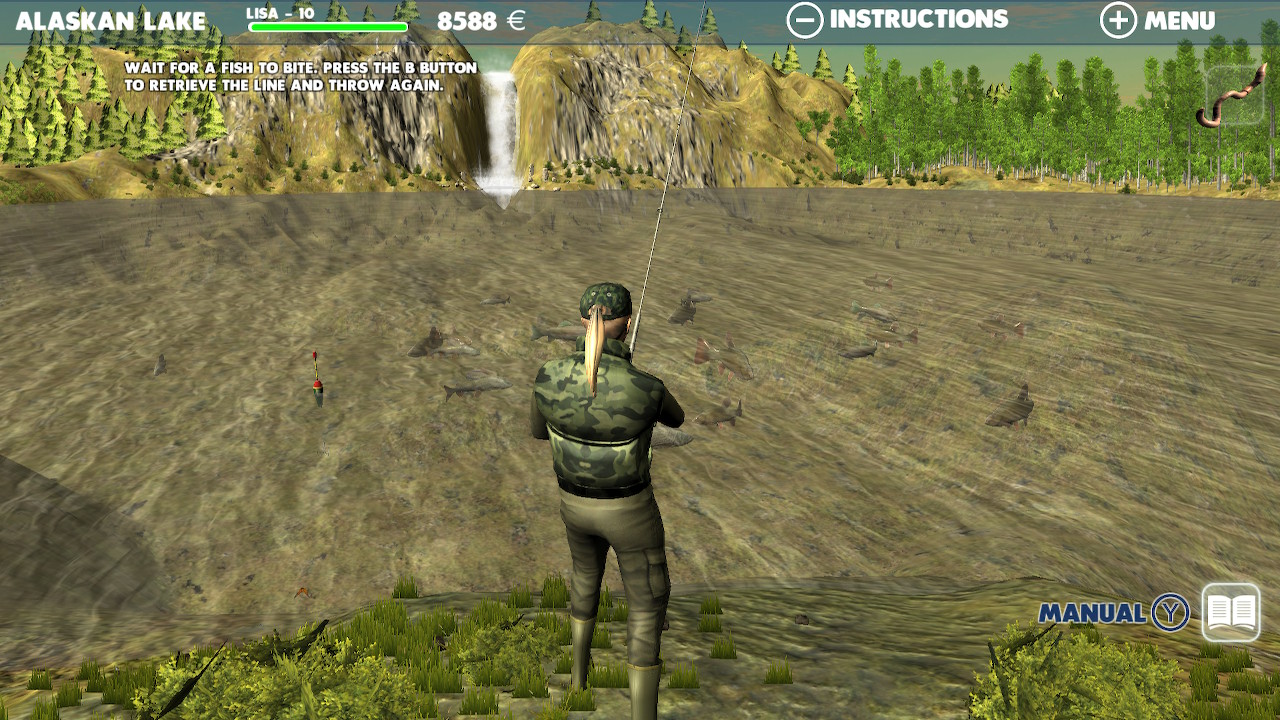 ALASKAN LAKE
LISA - 10
8588 €
INSTRUCTIONS
MENU
WAIT FOR A FISH TO BITE. PRESS THE B BUTTON
TO RETRIEVE THE LINE AND THROW AGAIN.
MANUAL Y